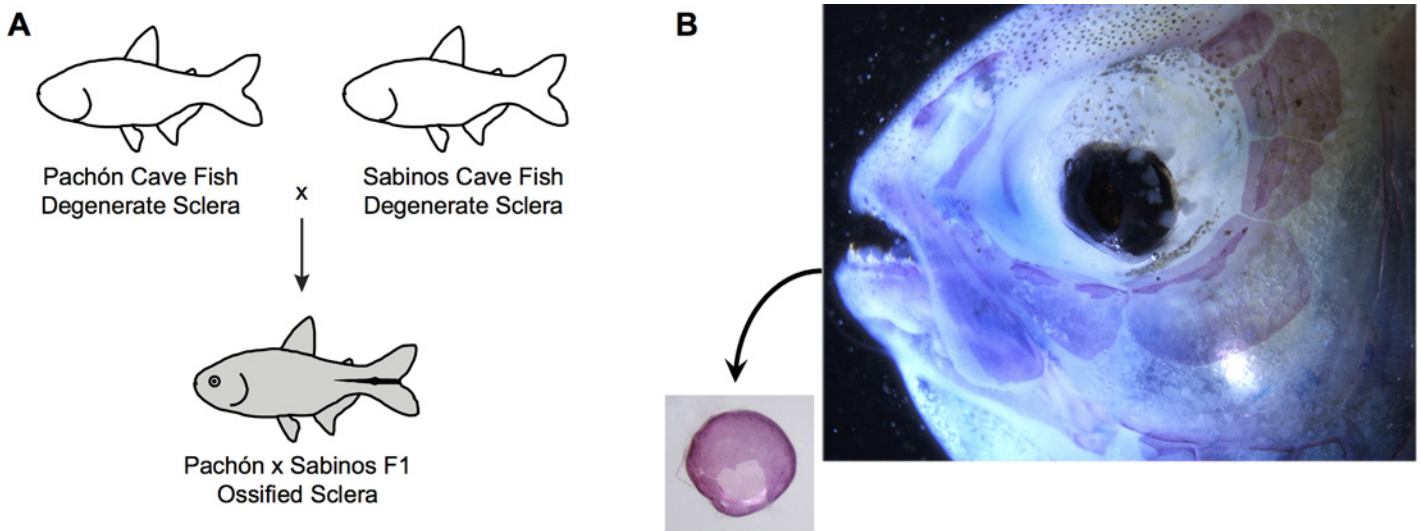 A
B
Pachón Cave Fish
Degenerate Sclera
x
Sabinos Cave Fish
Degenerate Sclera
Pachón x Sabinos F1
Ossified Sclera